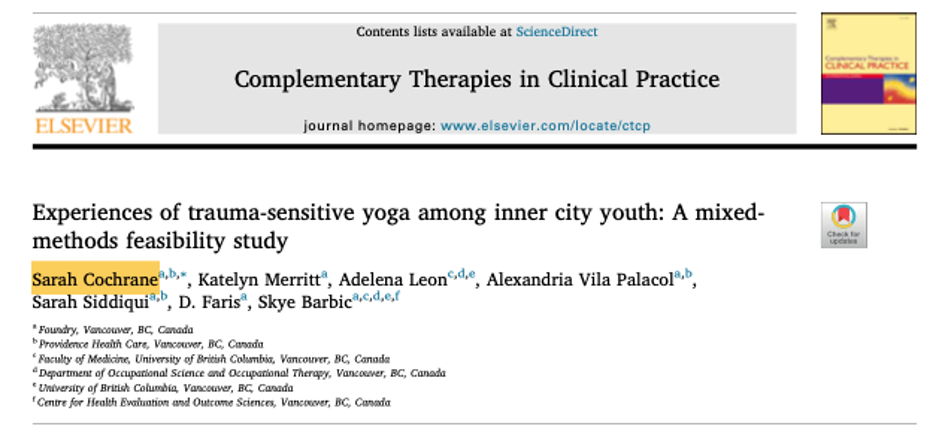 Contents lists available at ScienceDirect
Complementary Therapies in Clinical Practice
ELSEVIER
journal homepage: www.elsevier.com/locate/ctcp
Complementary Therapies in
CLINICAL PRACTICE
Experiences of trauma-sensitive yoga among inner city youth: A mixed-
methods feasibility study
Check for
updates
Sarah Cochrane a,b,*, Katelyn Merritt a, Adelena Leon c,d,e, Alexandria Vila Palacol a,b,
Sarah Siddiqui a,b, D. Faris a, Skye Barbic a,c,d,e,f
a Foundry, Vancouver, BC, Canada
b Providence Health Care, Vancouver, BC, Canada
c Faculty of Medicine, University of British Columbia, Vancouver, BC, Canada
d Department of Occupational Science and Occupational Therapy, Vancouver, BC, Canada
e University of British Columbia, Vancouver, BC, Canada
f Centre for Health Evaluation and Outcome Sciences, Vancouver, BC, Canada